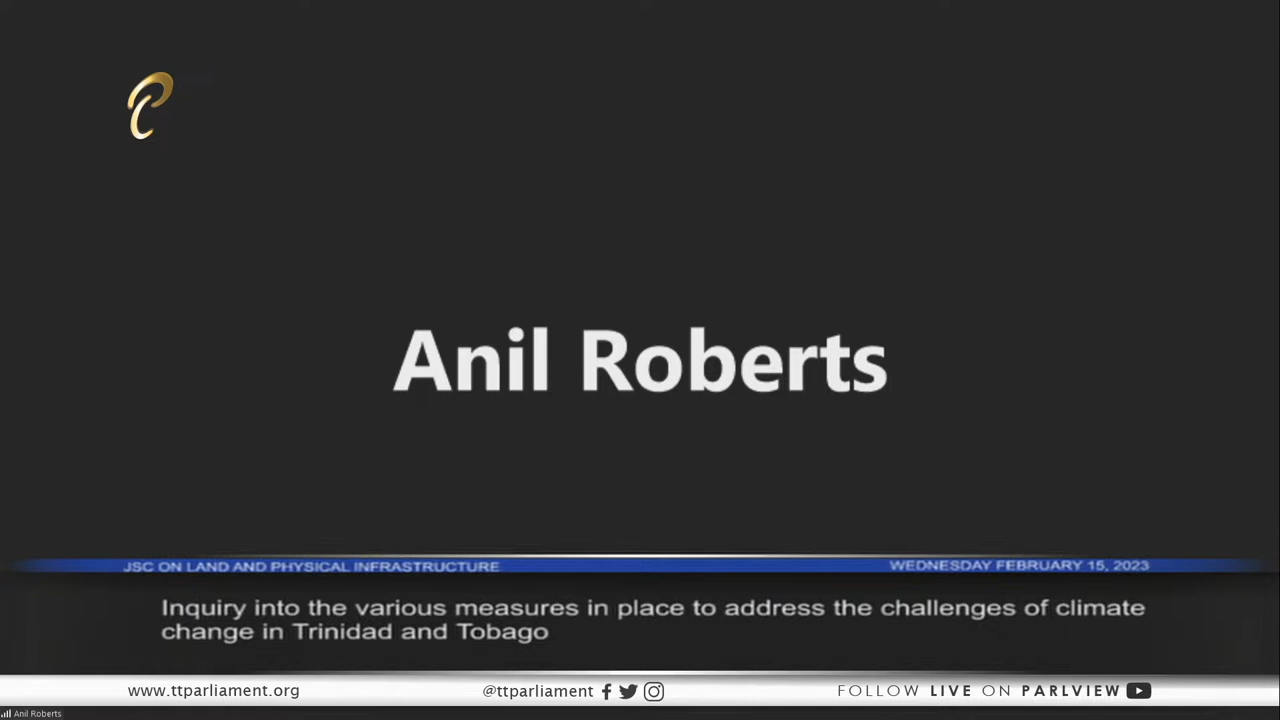 Anil Roberts
JSC ON LAND AND PHYSICAL INFRASTRUCTURE
WEDNESDAY FEBRUARY 15, 2023
Inquiry into the various measures in place to address the challenges of climate
change in Trinidad and Tobago
www.ttparliament.org
@ttparliament
FOLLOW LIVE ON PARLVIEW
Anil Roberts